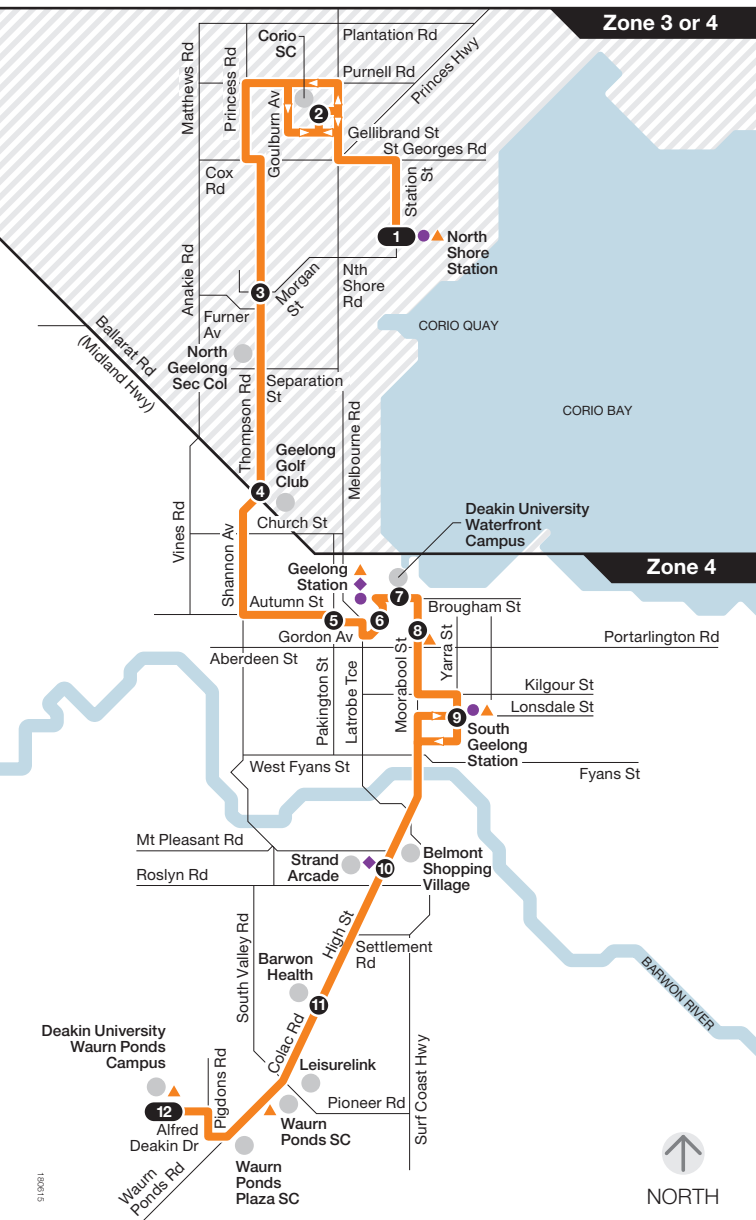 Zone 3 or 4
Corio
SC
Plantation Rd
Princes Hwy
Matthews Rd
Princess Rd
Purnell Rd
Goulburn Av
2
Gellibrand St
St Georges Rd
Cox
Rd
Station
St
1
North
Shore
Station
Anakie Rd
3
Morgan
St
Nth
Shore
Rd
Furner
Av
CORIO QUAY
Ballarat Rd
(Midland Hwy)
North
Geelong
Sec Col
Separation
St
Thompson Rd
Melbourne Rd
CORIO BAY
Geelong
Golf
Club
4
Church St
Vines Rd
Shannon Av
Deakin University
Waterfront
Campus
Zone 4
Geelong
Station
7
Autumn St
Brougham St
5
6
8
Gordon Av
Yarra St
Portarlington Rd
Aberdeen St
Pakington St
Latrobe Tce
Moorabool St
Kilgour St
Lonsdale St
9
South
Geelong
Station
West Fyans St
Fyans St
Mt Pleasant Rd
Strand
Arcade
10
Belmont
Shopping
Village
Roslyn Rd
South Valley Rd
High St
Settlement
Rd
Barwon
Health
11
BARWON RIVER
Colac Rd
Surf Coast Hwy
Deakin University
Waurn Ponds
Campus
Pigdons Rd
Leisurelink
12
Pioneer Rd
Waurn
Ponds SC
Alfred
Deakin Dr
Waurn
Ponds Rd
Waurn
Ponds
Plaza SC
180615
NORTH